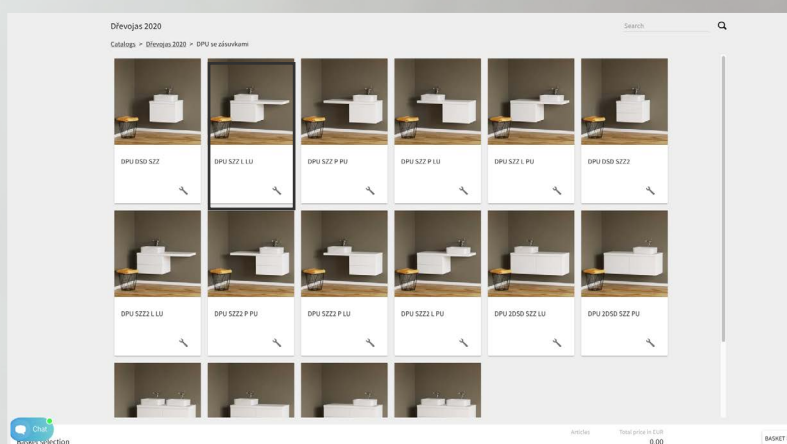 Dřevojas 2020
Search
Catalogs > Dřevojas 2020 > DPU se zásuvkami
DPU DSD SZZ
DPU SZZ L LU
DPU SZZ P PU
DPU SZZ P LU
DPU SZZ L PU
DPU DSD SZZ2
DPU SZZ2 L LU
DPU SZZ2 P PU
DPU SZZ2 P LU
DPU SZZ2 L PU
DPU 2DSD SZZ LU
DPU 2DSD SZZ PU
Chat
Basket selection
Articles
Total price in EUR
0.00
BASKET